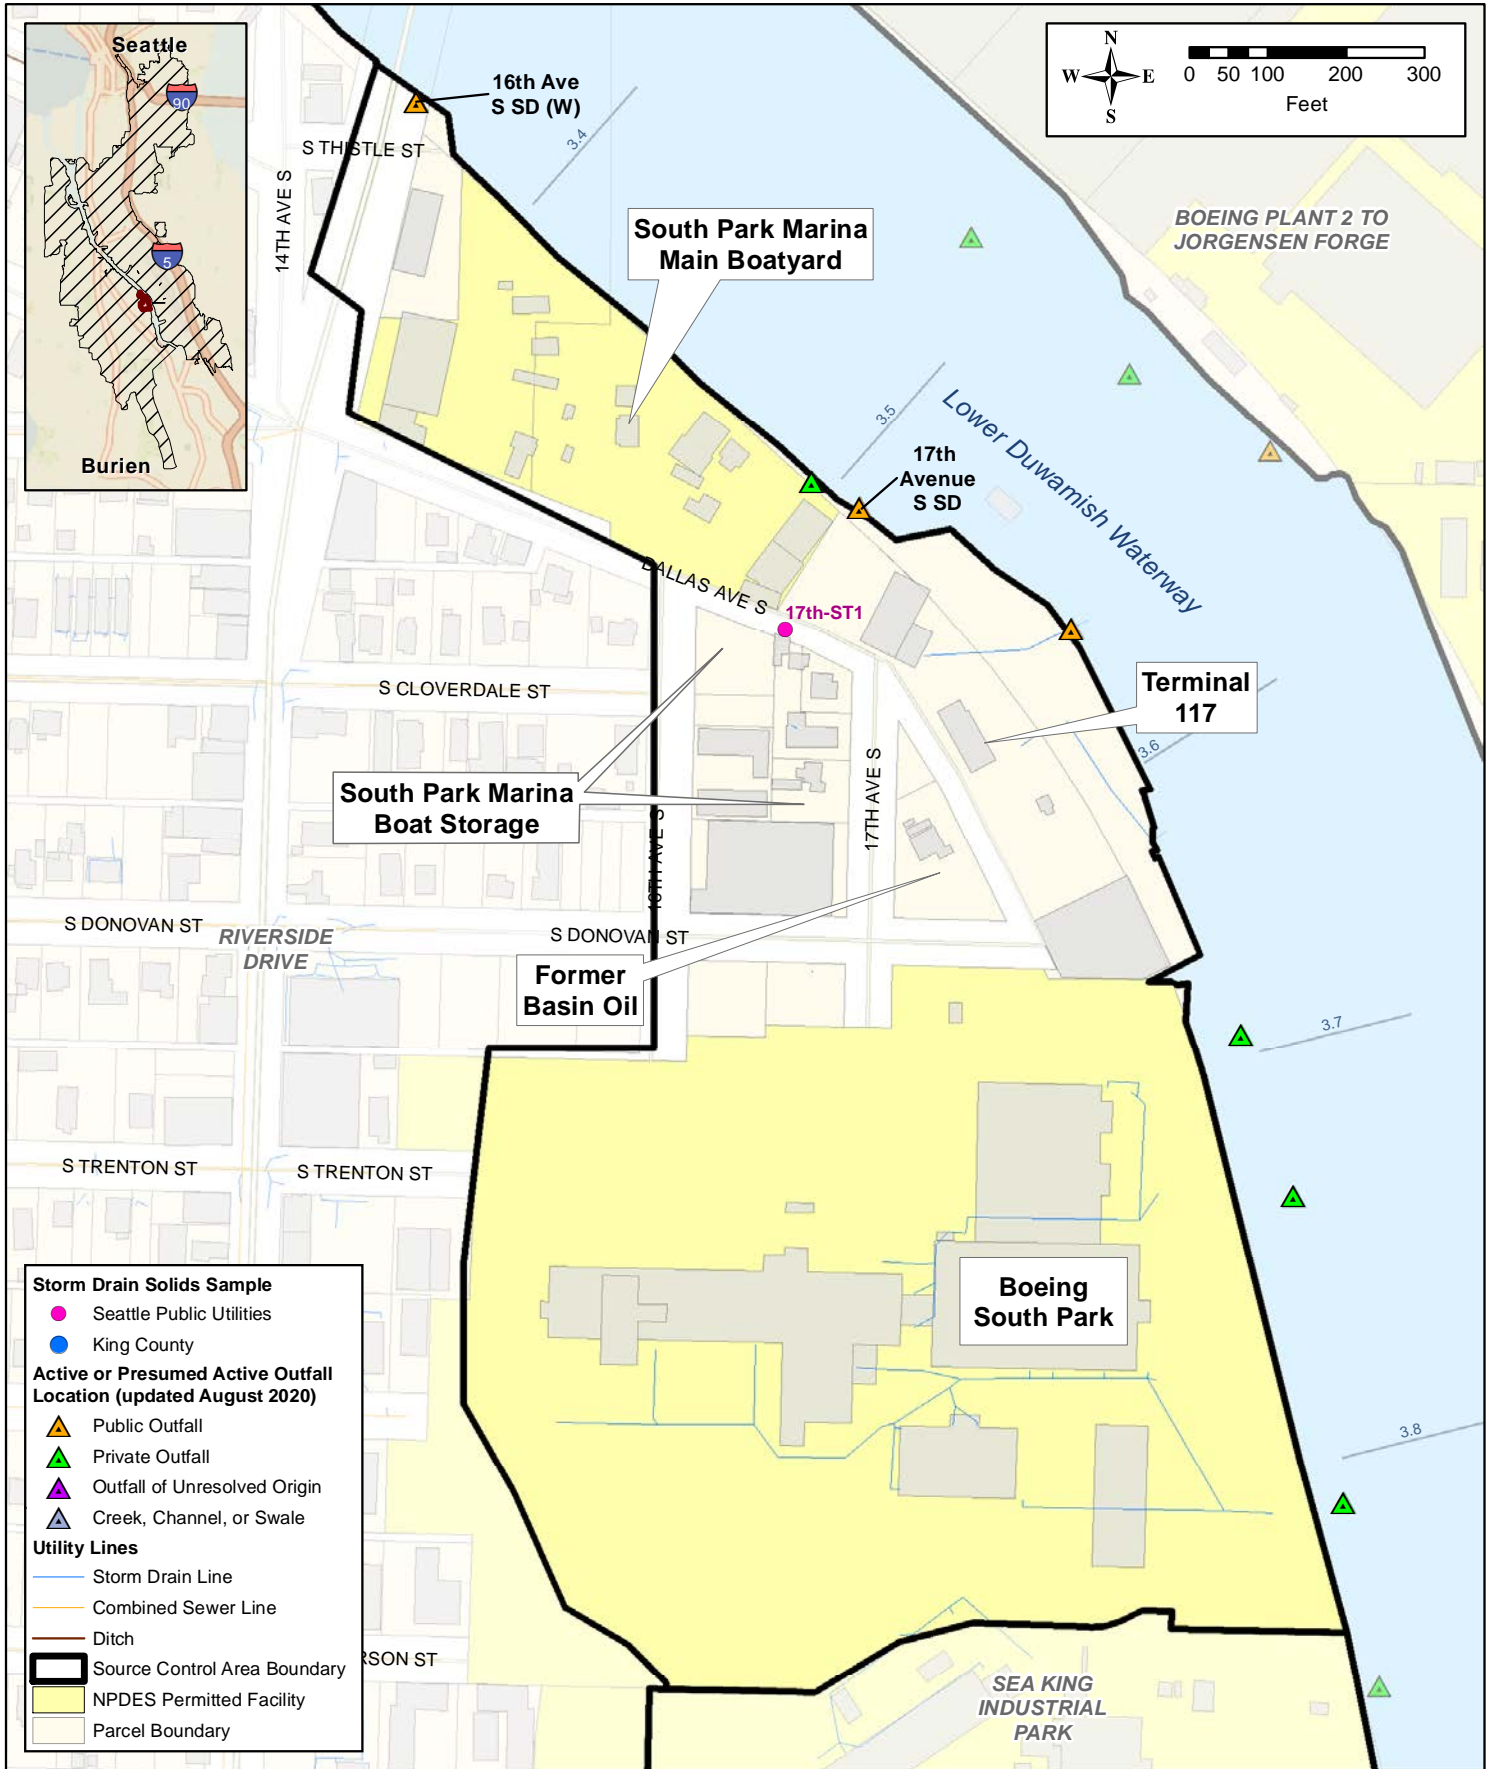 Seattle
90
5
Burien
N
W E
S
0 50 100 200 300
Feet
16th Ave
S SD (W)
3.4
S THISTLE ST
14TH AVE S
South Park Marina
Main Boatyard
BOEING PLANT 2 TO
JORGENSEN FORGE
3.5
Lower Duwamish Waterway
17th
Avenue
S SD
DALLAS AVE S
17th-ST1
S CLOVERDALE ST
Terminal
117
3.6
South Park Marina
Boat Storage
16TH AVE S
17TH AVE S
S DONOVAN ST
RIVERSIDE
DRIVE
S DONOVAN ST
Former
Basin Oil
3.7
S TRENTON ST
S TRENTON ST
Boeing
South Park
3.8
RSON ST
SEA KING
INDUSTRIAL
PARK
Storm Drain Solids Sample
Seattle Public Utilities
King County
Active or Presumed Active Outfall
Location (updated August 2020)
Public Outfall
Private Outfall
Outfall of Unresolved Origin
Creek, Channel, or Swale
Utility Lines
Storm Drain Line
Combined Sewer Line
Ditch
Source Control Area Boundary
NPDES Permitted Facility
Parcel Boundary